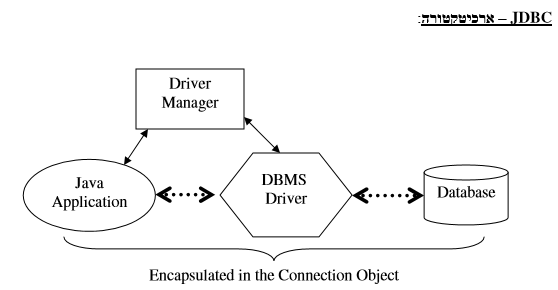 JDBC – ארכיטקטורה:
Driver
Manager
Java
Application
DBMS
Driver
Database
Encapsulated in the Connection Object